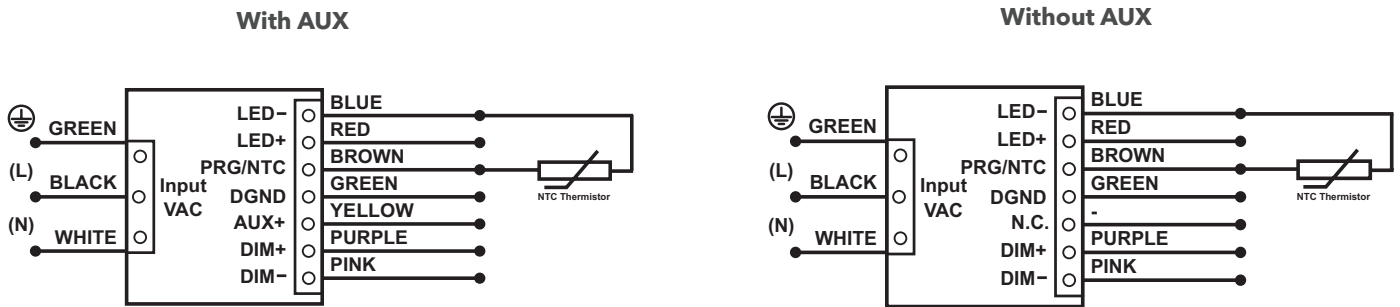 With AUX
GREEN
(L)
BLACK
(N)
WHITE
Input
VAC
LED−
LED+
PRG/NTC
DGND
AUX+
DIM+
DIM−
BLUE
RED
BROWN
GREEN
YELLOW
PURPLE
PINK
NTC Thermistor
Without AUX
GREEN
(L)
BLACK
(N)
WHITE
Input
VAC
LED−
LED+
PRG/NTC
DGND
N.C.
DIM+
DIM−
BLUE
RED
BROWN
GREEN
-
PURPLE
PINK
NTC Thermistor